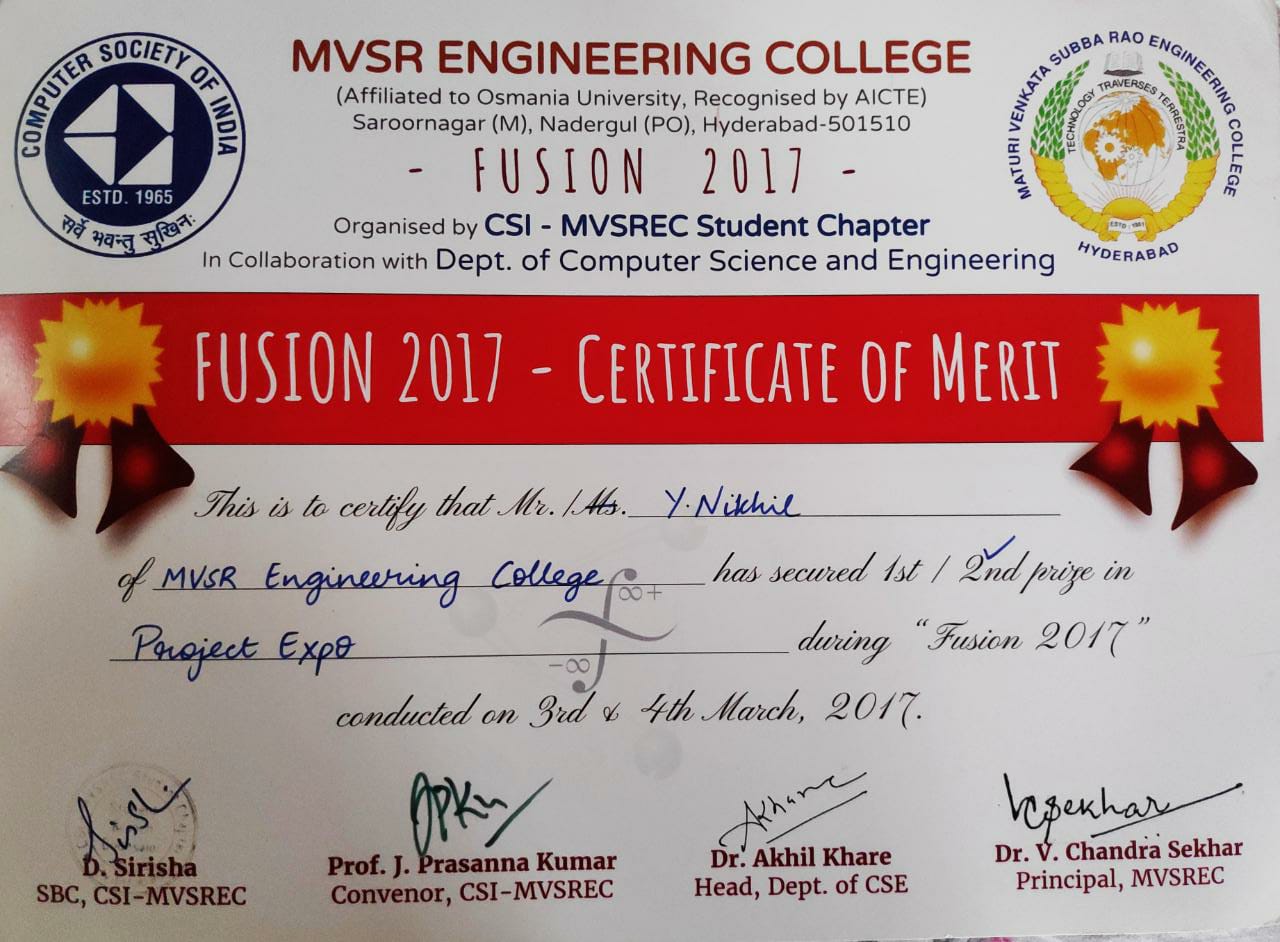 COMPUTER SOCIETY OF INDIA
ESTD. 1965
सर्वे भवन्तु सुखिनः
MVSR ENGINEERING COLLEGE
(Affiliated to Osmania University, Recognised by AICTE)
Saroornagar (M), Nadergul (PO), Hyderabad-501510
- FUSION 2017 -
Organised by CSI - MVSREC Student Chapter
In Collaboration with Dept. of Computer Science and Engineering
MATURI VENKATA SUBBA RAO ENGINEERING COLLEGE
TECHNOLOGY TRAVERSES TERRESTRA
ESTD : 1981
HYDERABAD
FUSION 2017 - CERTIFICATE OF MERIT
This is to certify that Mr. /Ms. Y. Nikhil
of MVSR Engineering College has secured 1st / 2nd prize in
∞+
Project Expo during "Fusion 2017"
-∞
conducted on 3rd & 4th March, 2017.
Akhare
VCSekhar
D. Sirisha
Prof. J. Prasanna Kumar
Dr. Akhil Khare
Dr. V. Chandra Sekhar
SBC, CSI-MVSREC
Convenor, CSI-MVSREC
Head, Dept. of CSE
Principal, MVSREC